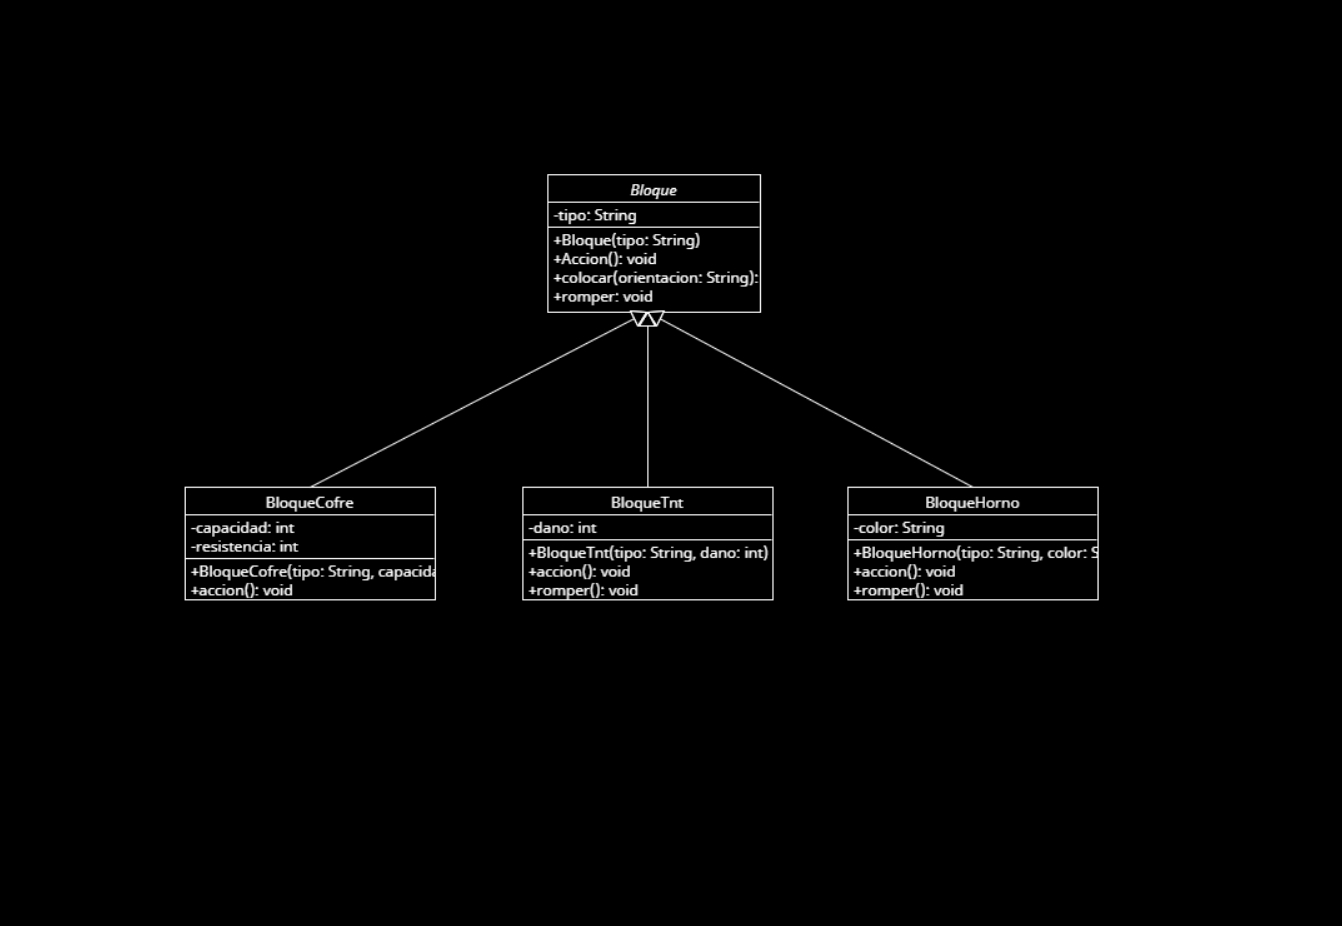 Bloque
-tipo: String
+Bloque(tipo: String)
+Accion(): void
+colocar(orientacion: String):
+romper: void
BloqueCofre
-capacidad: int
-resistencia: int
+BloqueCofre(tipo: String, capacida
+accion(): void
BloqueTnt
-dano: int
+BloqueTnt(tipo: String, dano: int)
+accion(): void
+romper(): void
BloqueHorno
-color: String
+BloqueHorno(tipo: String, color: S
+accion(): void
+romper(): void